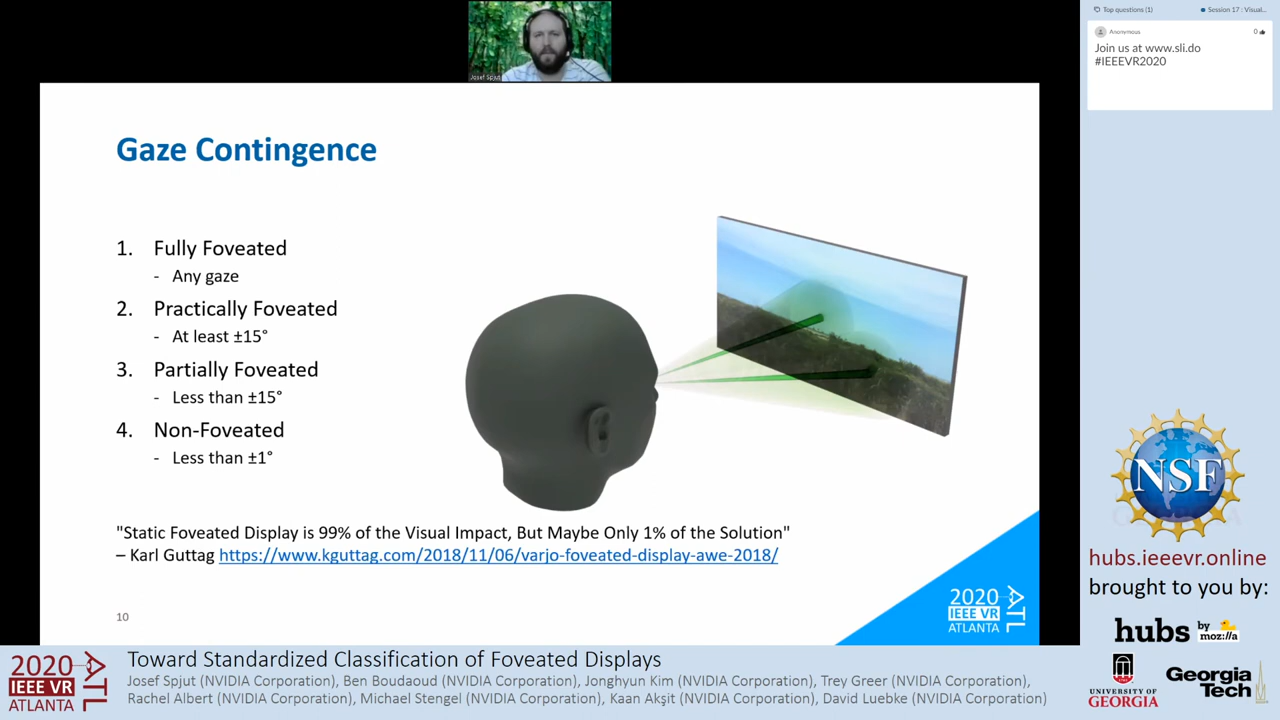 Josef Spjut
Gaze Contingence
1. Fully Foveated
- Any gaze
2. Practically Foveated
- At least ±15°
3. Partially Foveated
- Less than ±15°
4. Non-Foveated
- Less than ±1°
"Static Foveated Display is 99% of the Visual Impact, But Maybe Only 1% of the Solution"
– Karl Guttag https://www.kguttag.com/2018/11/06/varjo-foveated-display-awe-2018/
10
2020
IEEE VR
ATLANTA
ATL
Top questions (1)
Session 17 : Visual...
Anonymous
0
Join us at www.sli.do
#IEEEVR2020
NSF
hubs.ieeevr.online
brought to you by:
hubs by moz://a
UNIVERSITY OF
GEORGIA
Georgia
Tech
2020
IEEE VR
ATLANTA
ATL
Toward Standardized Classification of Foveated Displays
Josef Spjut (NVIDIA Corporation), Ben Boudaoud (NVIDIA Corporation), Jonghyun Kim (NVIDIA Corporation), Trey Greer (NVIDIA Corporation),
Rachel Albert (NVIDIA Corporation), Michael Stengel (NVIDIA Corporation), Kaan Akşit (NVIDIA Corporation), David Luebke (NVIDIA Corporation)